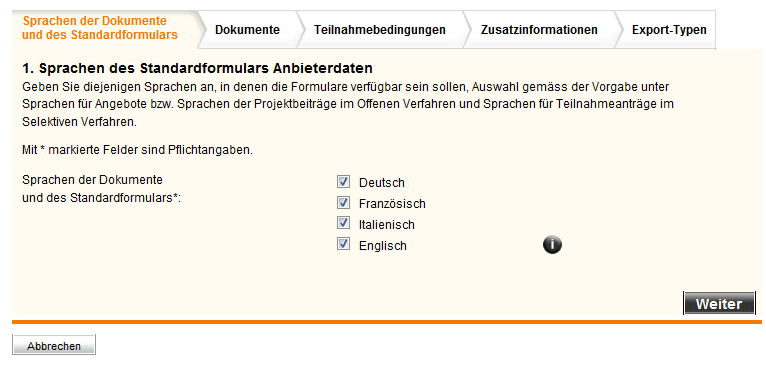 Sprachen der Dokumente
und des Standardformulars
Dokumente
Teilnahmebedingungen
Zusatzinformationen
Export-Typen
1. Sprachen des Standardformulars Anbieterdaten
Geben Sie diejenigen Sprachen an, in denen die Formulare verfügbar sein sollen, Auswahl gemäss der Vorgabe unter
Sprachen für Angebote bzw. Sprachen der Projektbeiträge im Offenen Verfahren und Sprachen für Teilnahmeanträge im
Selektiven Verfahren.
Mit * markierte Felder sind Pflichtangaben.
Sprachen der Dokumente
und des Standardformulars*:
Deutsch
Französisch
Italienisch
Englisch
i
Weiter
Abbrechen